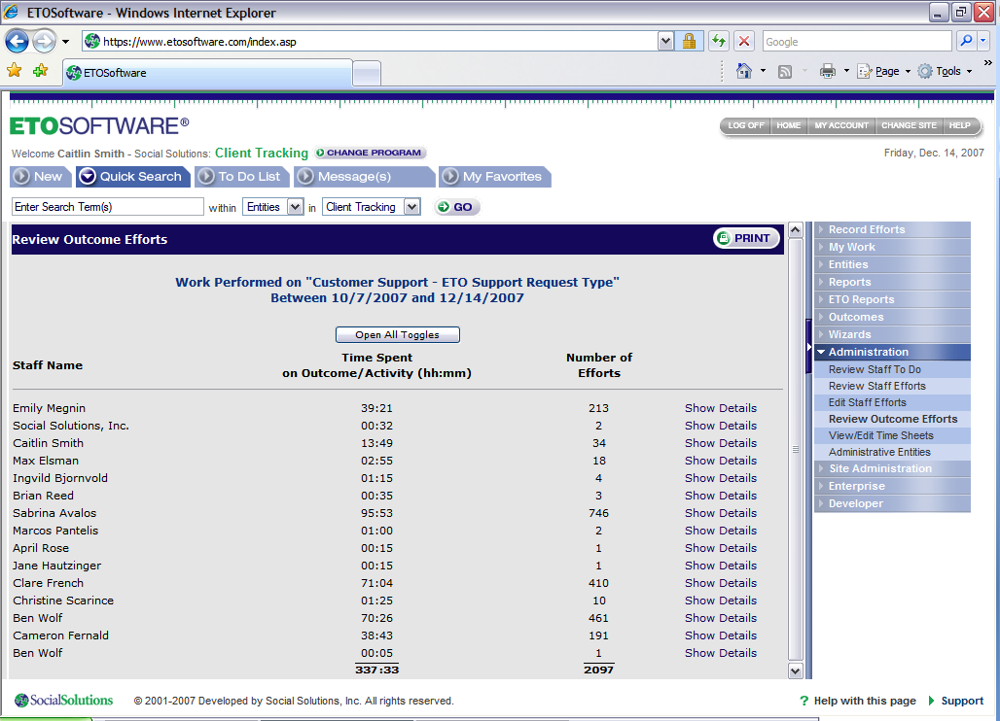 ETOSoftware - Windows Internet Explorer
https://www.etosoftware.com/index.asp
Google
ETOSoftware
Page
Tools
ETOSOFTWARE®
LOG OFF HOME MY ACCOUNT CHANGE SITE HELP
Welcome Caitlin Smith - Social Solutions: Client Tracking CHANGE PROGRAM
Friday, Dec. 14, 2007
New Quick Search To Do List Message(s) My Favorites
Enter Search Term(s) within Entities in Client Tracking GO
Review Outcome Efforts
PRINT
Work Performed on "Customer Support - ETO Support Request Type"
Between 10/7/2007 and 12/14/2007
Open All Toggles
Staff Name
Time Spent
on Outcome/Activity (hh:mm)
Number of
Efforts
Emily Megnin 39:21 213 Show Details
Social Solutions, Inc. 00:32 2 Show Details
Caitlin Smith 13:49 34 Show Details
Max Elsman 02:55 18 Show Details
Ingvild Bjornvold 01:15 4 Show Details
Brian Reed 00:35 3 Show Details
Sabrina Avalos 95:53 746 Show Details
Marcos Pantelis 01:00 2 Show Details
April Rose 00:15 1 Show Details
Jane Hautzinger 00:15 1 Show Details
Clare French 71:04 410 Show Details
Christine Scarince 01:25 10 Show Details
Ben Wolf 70:26 461 Show Details
Cameron Fernald 38:43 191 Show Details
Ben Wolf 00:05 1 Show Details
337:33 2097
Record Efforts
My Work
Entities
Reports
ETO Reports
Outcomes
Wizards
Administration
Review Staff To Do
Review Staff Efforts
Edit Staff Efforts
Review Outcome Efforts
View/Edit Time Sheets
Administrative Entities
Site Administration
Enterprise
Developer
SocialSolutions
© 2001-2007 Developed by Social Solutions, Inc. All rights reserved.
? Help with this page
Support